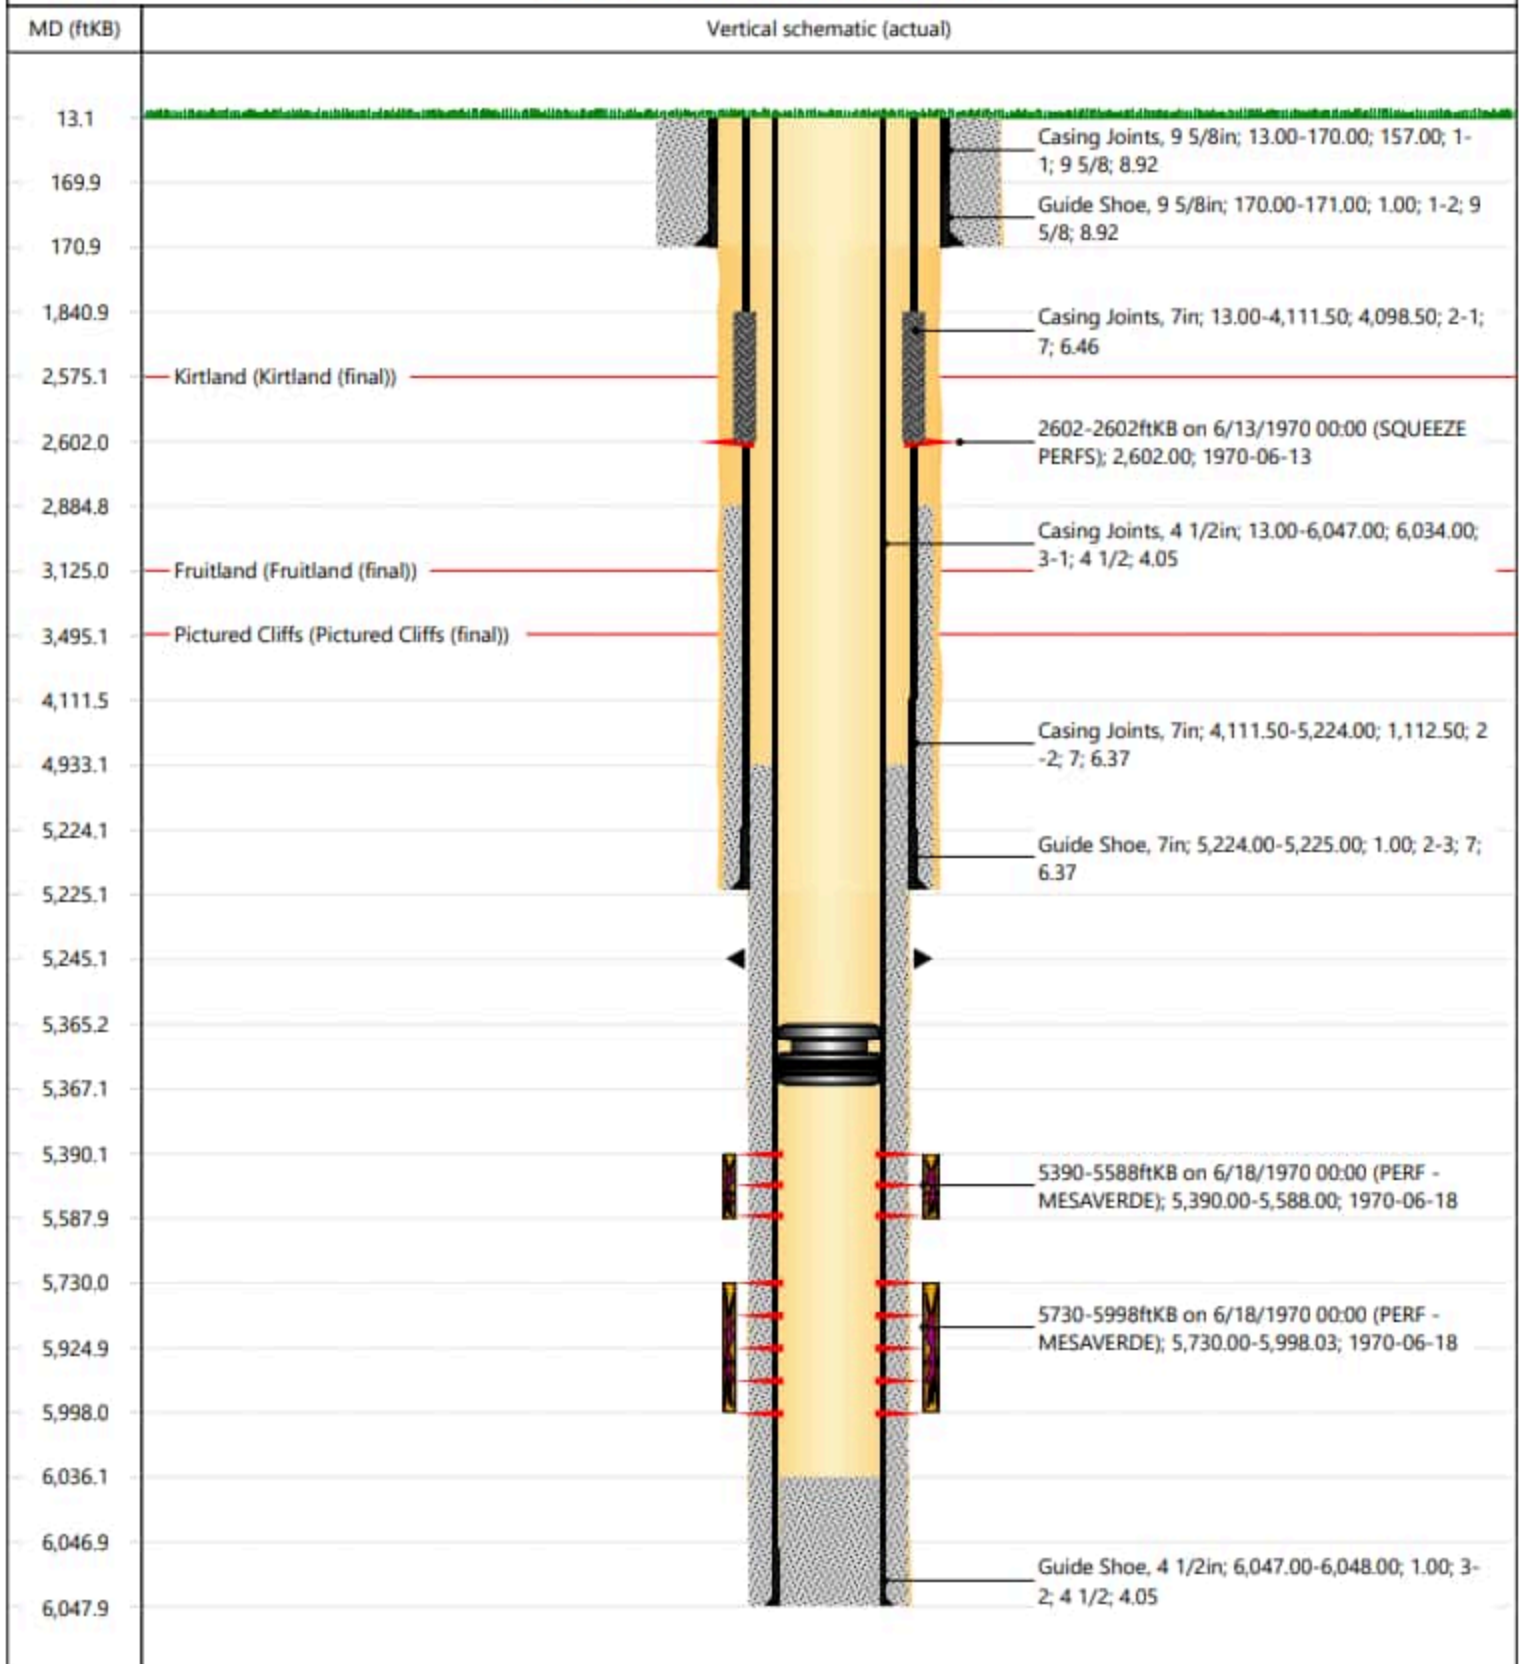 MD (ftKB)
Vertical schematic (actual)
13.1
Casing Joints, 9 5/8in; 13.00-170.00; 157.00; 1-
1; 9 5/8; 8.92
169.9
Guide Shoe, 9 5/8in; 170.00-171.00; 1.00; 1-2; 9
5/8; 8.92
170.9
1,840.9
Casing Joints, 7in; 13.00-4,111.50; 4,098.50; 2-1;
7; 6.46
2,575.1
Kirtland (Kirtland (final))
2602-2602ftKB on 6/13/1970 00:00 (SQUEEZE
PERFS); 2,602.00; 1970-06-13
2,602.0
2,884.8
Casing Joints, 4 1/2in; 13.00-6,047.00; 6,034.00;
3-1; 4 1/2; 4.05
3,125.0
Fruitland (Fruitland (final))
3,495.1
Pictured Cliffs (Pictured Cliffs (final))
4,111.5
Casing Joints, 7in; 4,111.50-5,224.00; 1,112.50; 2
-2; 7; 6.37
4,933.1
5,224.1
Guide Shoe, 7in; 5,224.00-5,225.00; 1.00; 2-3; 7;
6.37
5,225.1
5,245.1
5,365.2
5,367.1
5,390.1
5390-5588ftKB on 6/18/1970 00:00 (PERF -
MESAVERDE); 5,390.00-5,588.00; 1970-06-18
5,587.9
5,730.0
5730-5998ftKB on 6/18/1970 00:00 (PERF -
MESAVERDE); 5,730.00-5,998.03; 1970-06-18
5,924.9
5,998.0
6,036.1
6,046.9
Guide Shoe, 4 1/2in; 6,047.00-6,048.00; 1.00; 3-
2; 4 1/2; 4.05
6,047.9